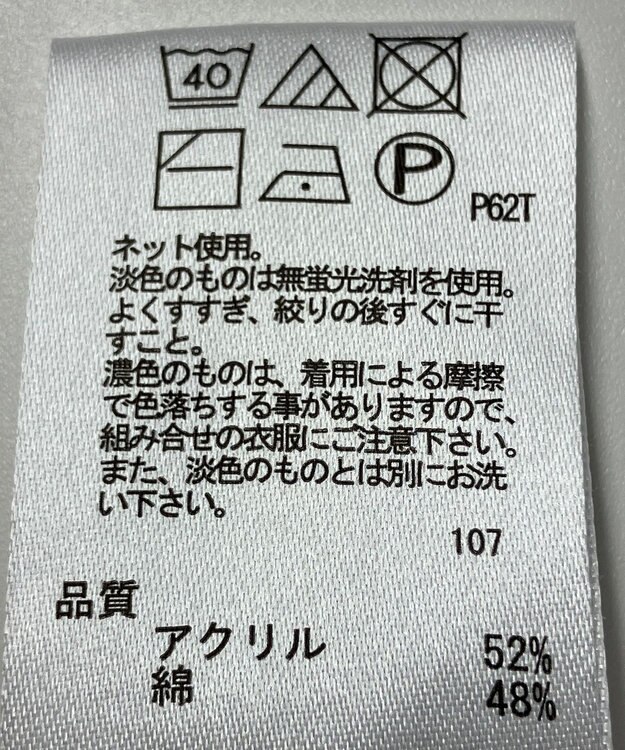 40
P
P62T
ネット使用。
淡色のものは無蛍光洗剤を使用。
よくすすぎ、絞りの後すぐに干
すこと。
濃色のものは、着用による摩擦
で色落ちする事がありますので、
組み合せの衣服にご注意下さい。
また、淡色のものとは別にお洗
い下さい。
107
品質
アクリル 52%
綿 48%